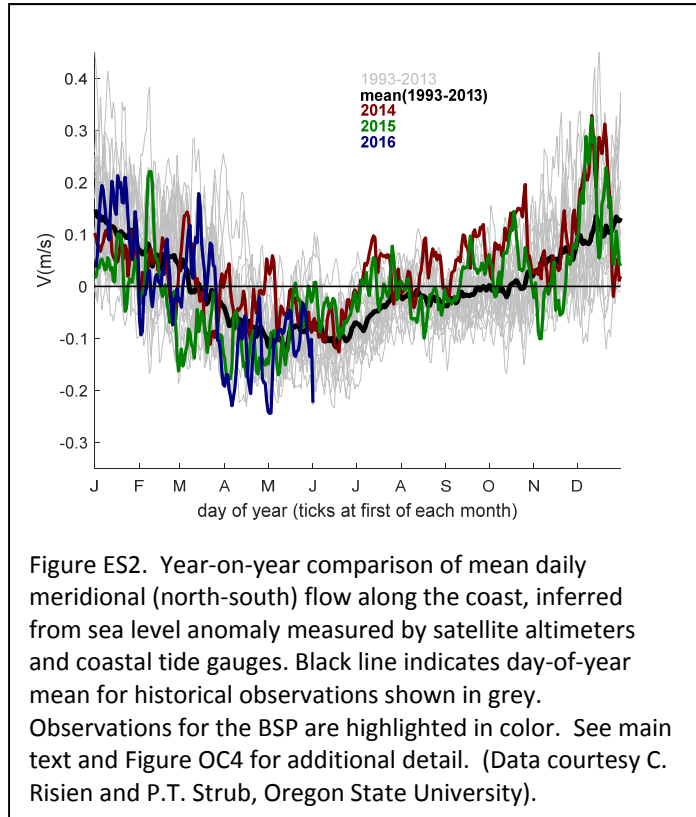 0.4
0.3
0.2
0.1
0
-0.1
-0.2
-0.3
V(m/s)
1993-2013
mean(1993-2013)
2014
2015
2016
J F M A M J J A S O N D
day of year (ticks at first of each month)
Figure ES2. Year-on-year comparison of mean daily
meridional (north-south) flow along the coast, inferred
from sea level anomaly measured by satellite altimeters
and coastal tide gauges. Black line indicates day-of-year
mean for historical observations shown in grey.
Observations for the BSP are highlighted in color. See main
text and Figure OC4 for additional detail. (Data courtesy C.
Risien and P.T. Strub, Oregon State University).